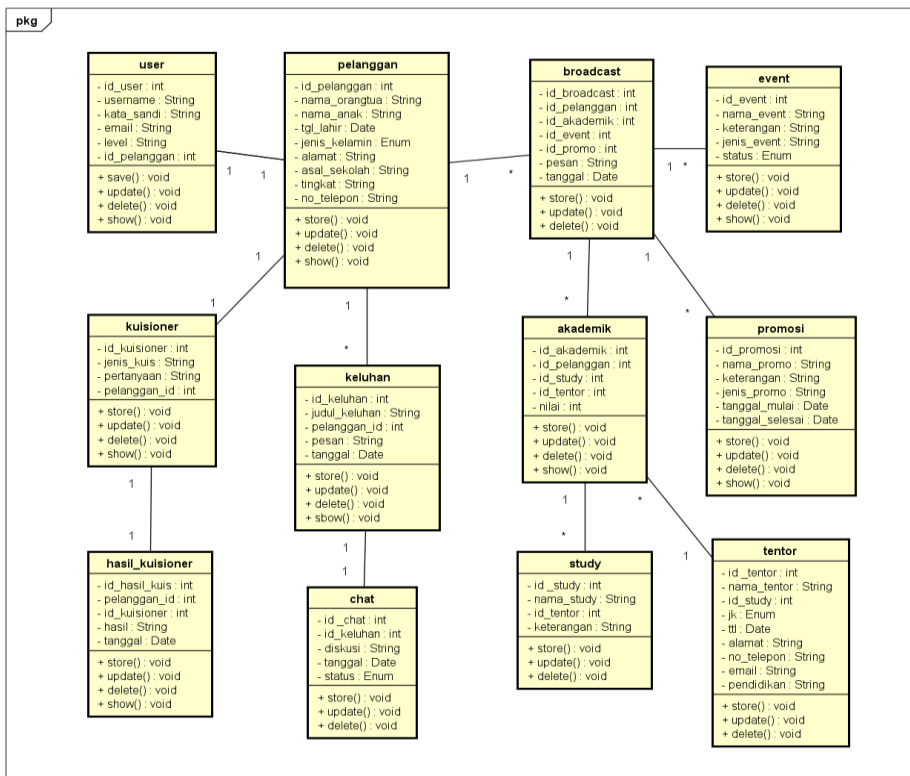 pkg
user
- id_user : int
- username : String
- kata_sandi : String
- email : String
- level : String
- id_pelanggan : int
+ save() : void
+ update() : void
+ delete() : void
+ show() : void
pelanggan
- id_pelanggan : int
- nama_orangtua : String
- nama_anak : String
- tgl_lahir : Date
- jenis_kelamin : Enum
- alamat : String
- asal_sekolah : String
- tingkat : String
- no_telepon : String
+ store() : void
+ update() : void
+ delete() : void
+ show() : void
broadcast
- id_broadcast : int
- id_pelanggan : int
- id_akademik : int
- id_event : int
- id_promo : int
- pesan : String
- tanggal : Date
+ store() : void
+ update() : void
+ delete() : void
event
- id_event : int
- nama_event : String
- keterangan : String
- jenis_event : String
- status : Enum
+ store() : void
+ update() : void
+ delete() : void
+ show() : void
1
1
1
*
1
*
1
1
1
*
1
*
1
*
kuisioner
- id_kuisioner : int
- jenis_kuis : String
- pertanyaan : String
- pelanggan_id : int
+ store() : void
+ update() : void
+ delete() : void
+ show() : void
keluhan
- id_keluhan : int
- judul_keluhan : String
- pelanggan_id : int
- pesan : String
- tanggal : Date
+ store() : void
+ update() : void
+ delete() : void
+ sbow() : void
akademik
- id_akademik : int
- id_pelanggan : int
- id_study : int
- id_tentor : int
- nilai : int
+ store() : void
+ update() : void
+ delete() : void
+ show() : void
promosi
- id_promosi : int
- nama_promo : String
- keterangan : String
- jenis_promo : String
- tanggal_mulai : Date
- tanggal_selesai : Date
+ store() : void
+ update() : void
+ delete() : void
+ show() : void
1
1
1
1
1
*
*
1
hasil_kuisioner
- id_hasil_kuis : int
- pelanggan_id : int
- id_kuisioner : int
- hasil : String
- tanggal : Date
+ store() : void
+ update() : void
+ delete() : void
+ show() : void
chat
- id _chat : int
- id_keluhan : int
- diskusi : String
- tanggal : Date
- status : Enum
+ store() : void
+ update() : void
+ delete() : void
study
- id _study : int
- nama_study : String
- id_tentor : int
- keterangan : String
+ store() : void
+ update() : void
+ delete() : void
tentor
- id _tentor : int
- nama_tentor : String
- id_study : int
- jk : Enum
- ttl : Date
- alamat : String
- no_telepon : String
- email : String
- pendidikan : String
+ store() : void
+ update() : void
+ delete() : void